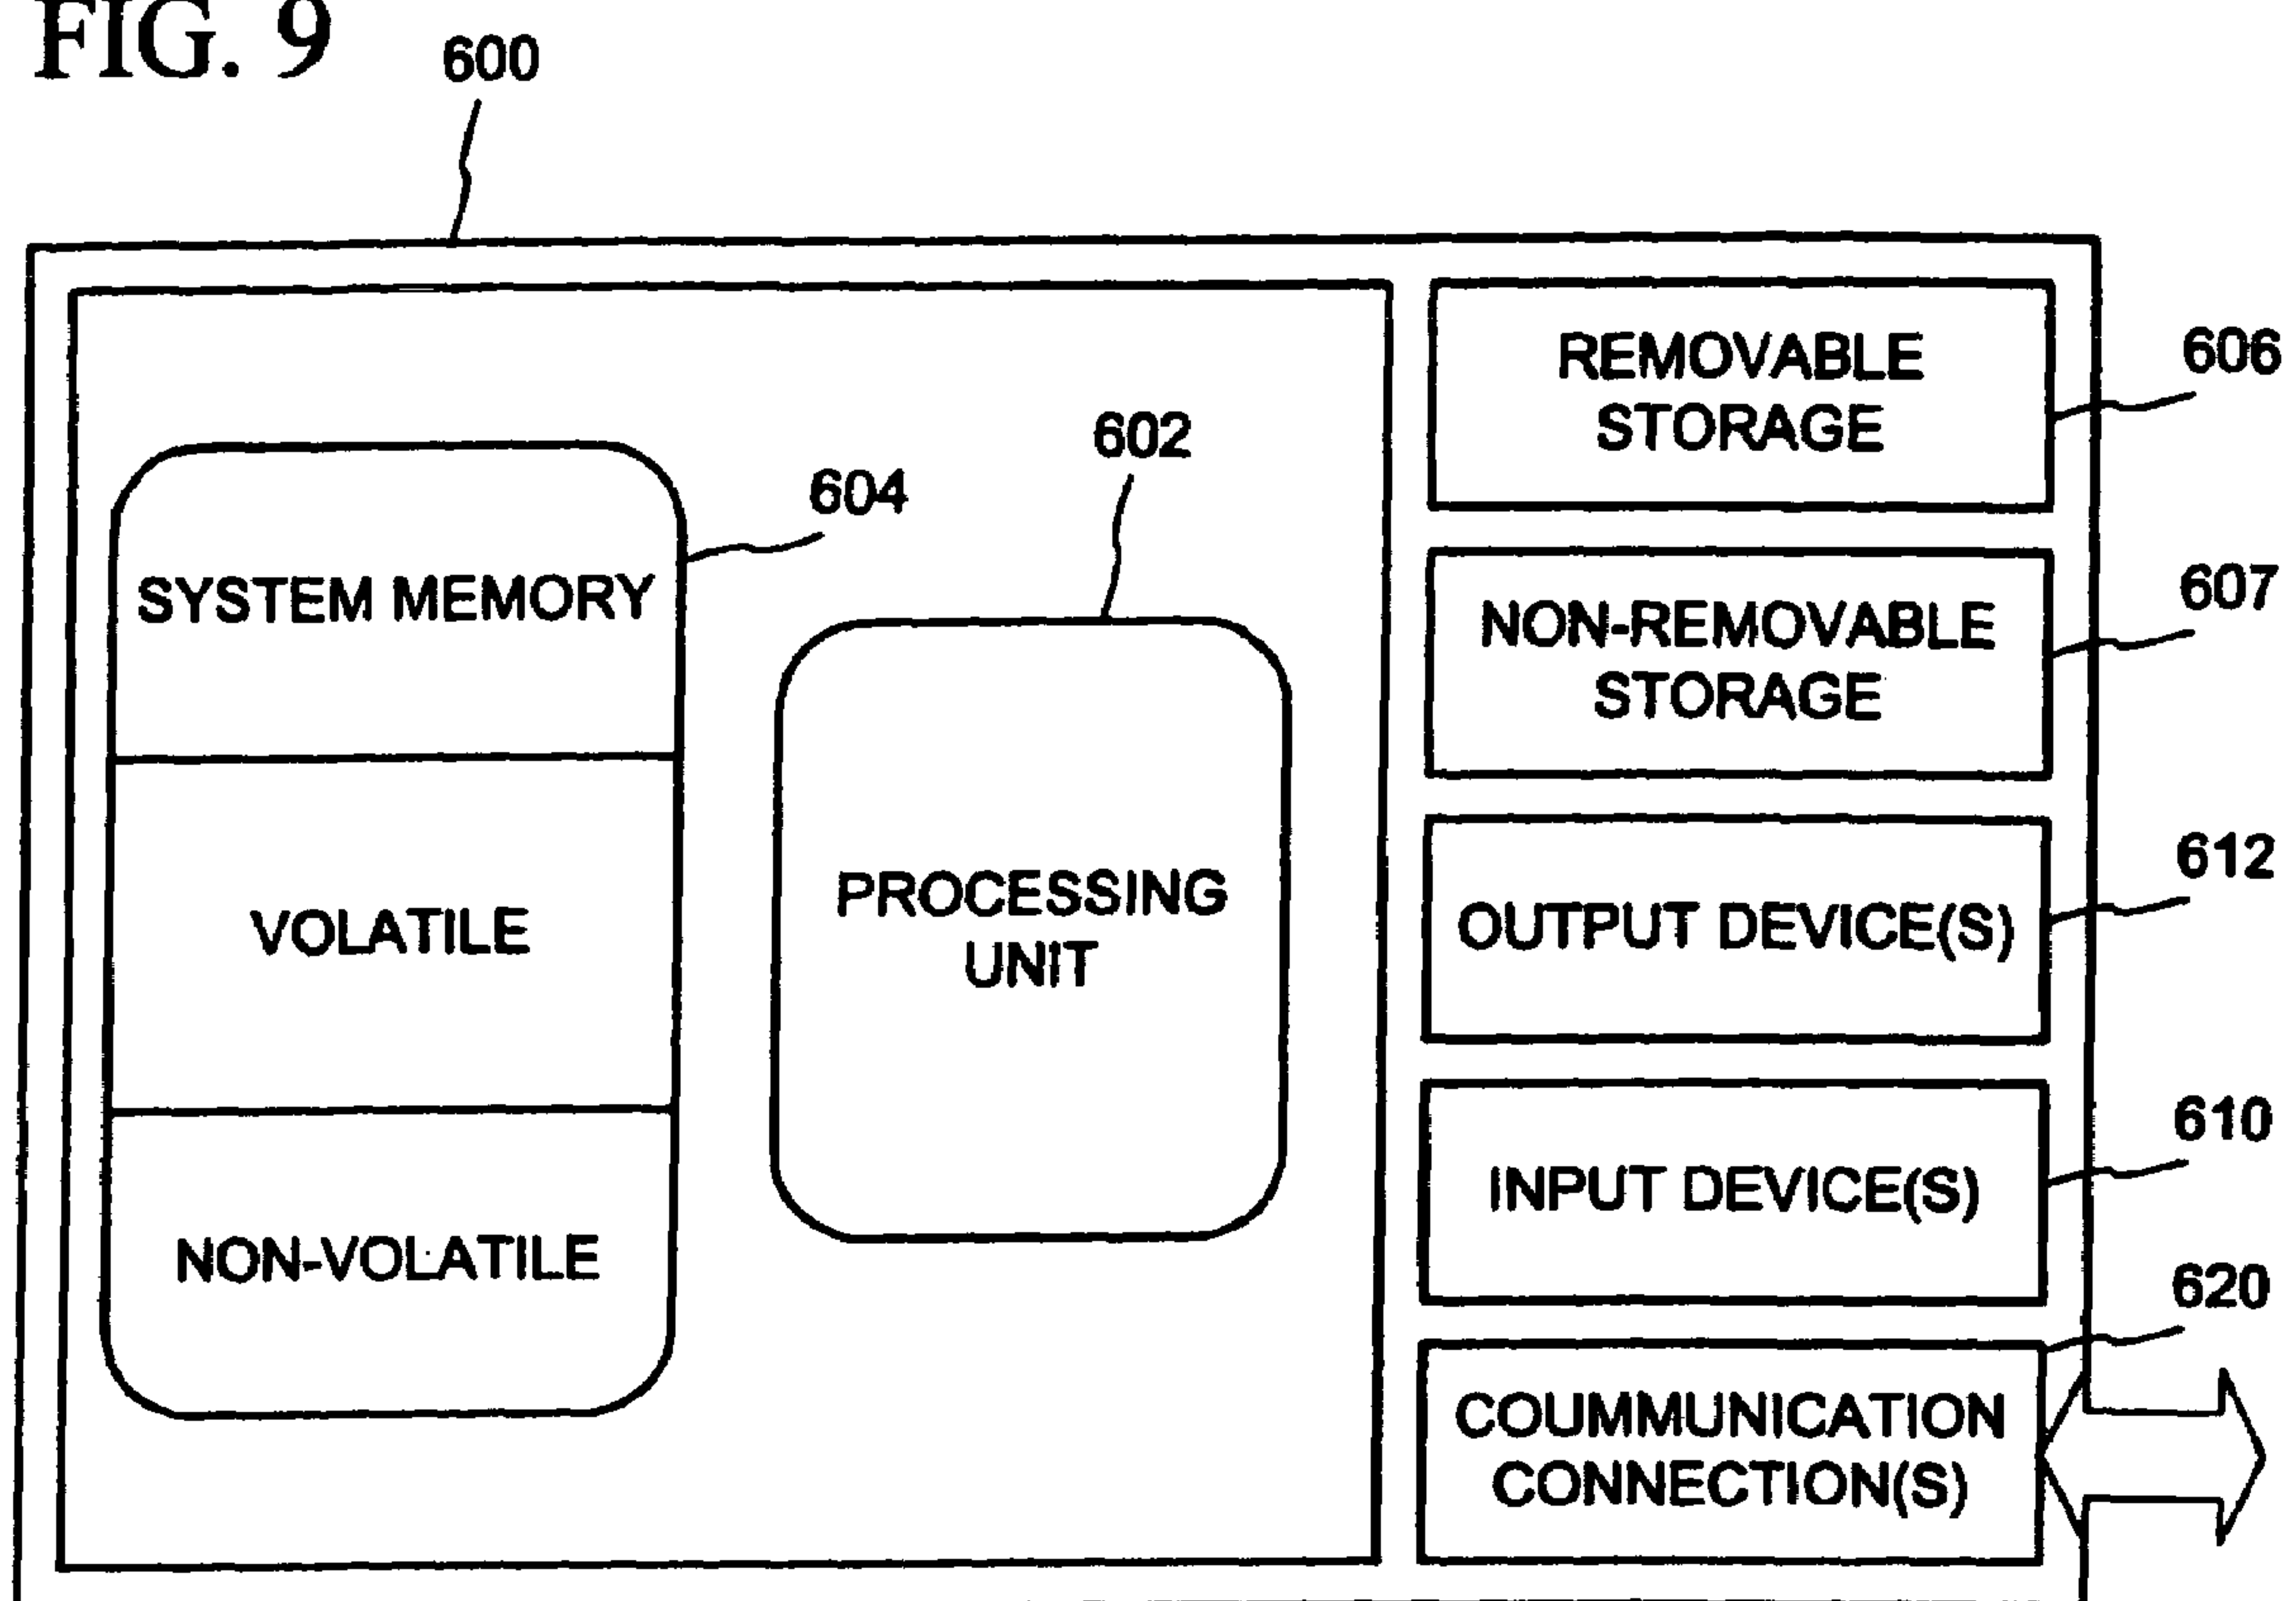 FIG. 9
600
604
602
SYSTEM MEMORY
VOLATILE
NON-VOLATILE
PROCESSING
UNIT
REMOVABLE
STORAGE
606
NON-REMOVABLE
STORAGE
607
OUTPUT DEVICE(S)
612
INPUT DEVICE(S)
610
COUMMUNICATION
CONNECTION(S)
620